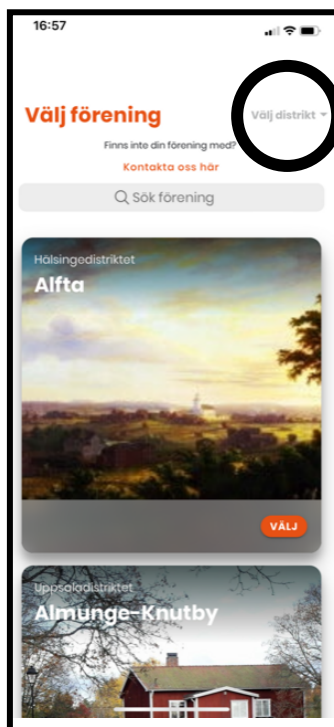 16:57
Välj förening
Välj distrikt
Finns inte din förening med?
Kontakta oss här
Sök förening
Hälsingedistriktet
Alfta
VÄLJ
Uppsaladistriktet
Almunge-Knutby